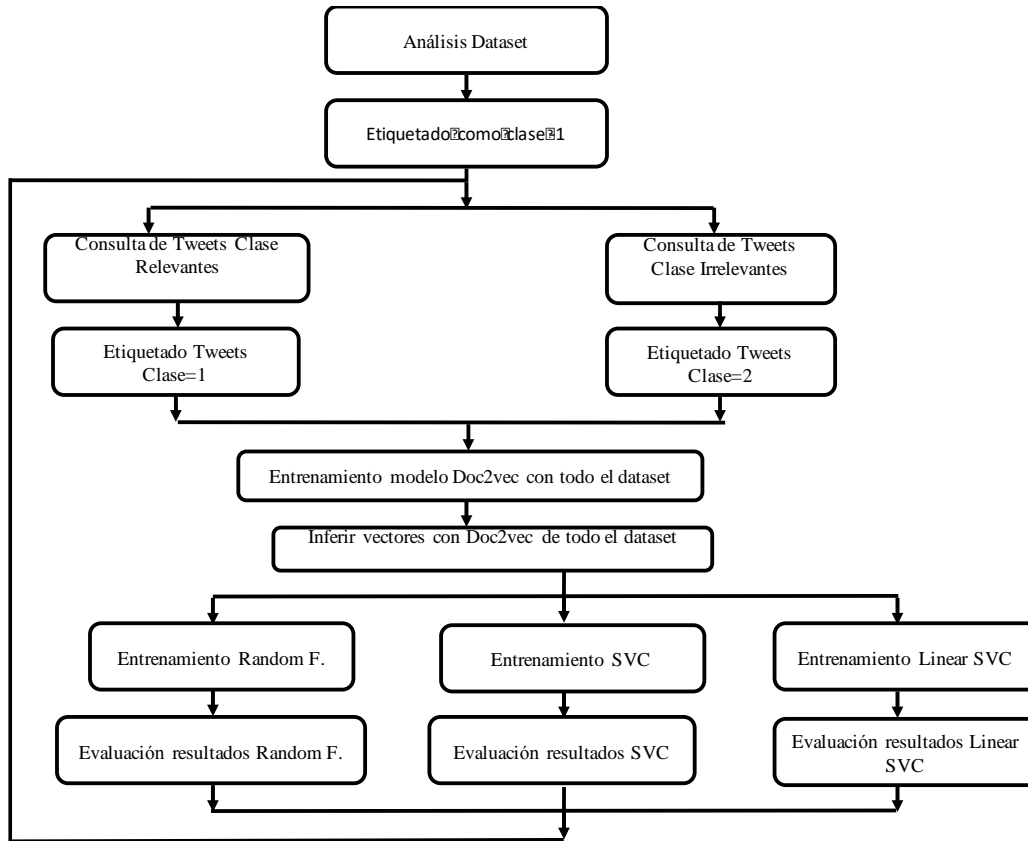 Análisis Dataset
Etiquetado como clase 1
Consulta de Tweets Clase
Relevantes
Consulta de Tweets
Clase Irrelevantes
Etiquetado Tweets
Clase=1
Etiquetado Tweets
Clase=2
Entrenamiento modelo Doc2vec con todo el dataset
Inferir vectores con Doc2vec de todo el dataset
Entrenamiento Random F.
Entrenamiento SVC
Entrenamiento Linear SVC
Evaluación resultados Random F.
Evaluación resultados SVC
Evaluación resultados Linear
SVC